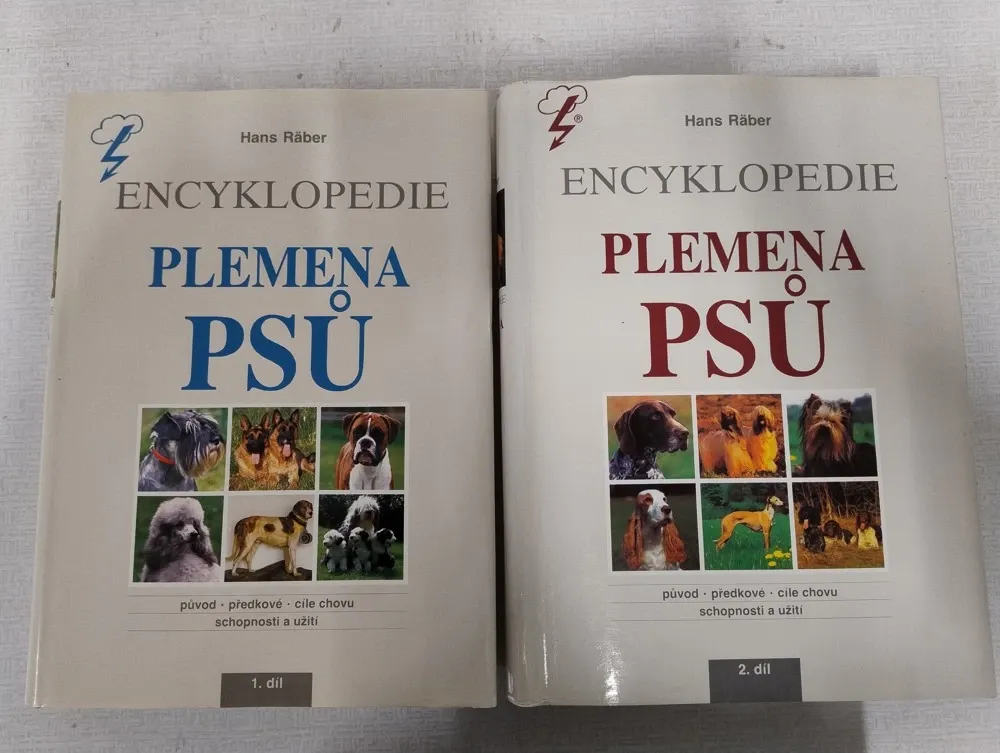 Hans Räber
ENCYKLOPEDIE
PLEMENA
PSŮ
původ · předkové · cíle chovu
schopnosti a užití
1. díl
®
Hans Räber
ENCYKLOPEDIE
PLEMENA
PSŮ
původ · předkové · cíle chovu
schopnosti a užití
2. díl